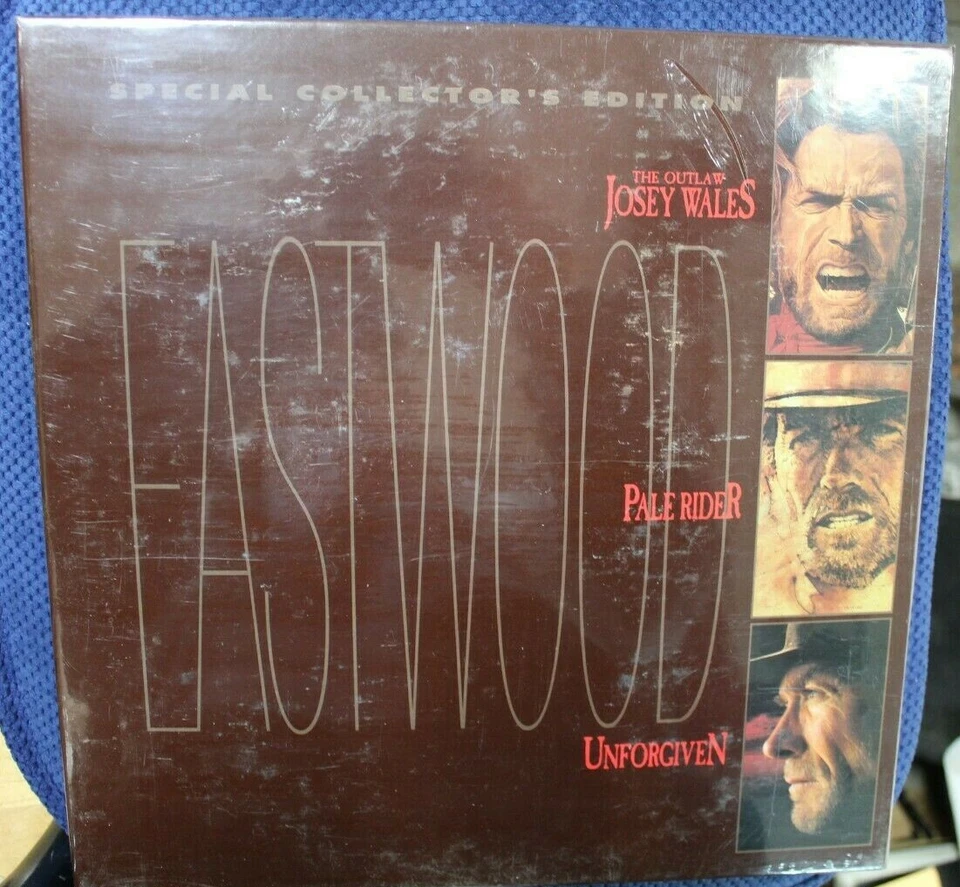 SPECIAL COLLECTOR'S EDITION
THE OUTLAW
JOSEY WALES
EASTWOOD
PALE RIDER
UNFORGIVEN